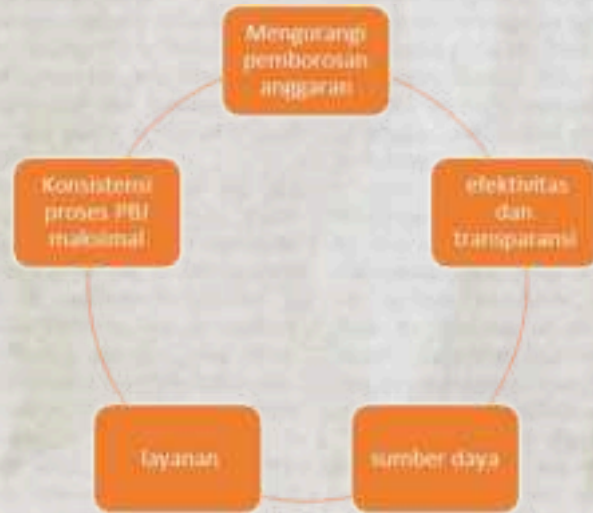 Mengurangi
pemborosan
anggaran
efektivitas
dan
transparansi
sumber daya
layanan
Konsistensi
proses PBJ
maksimal